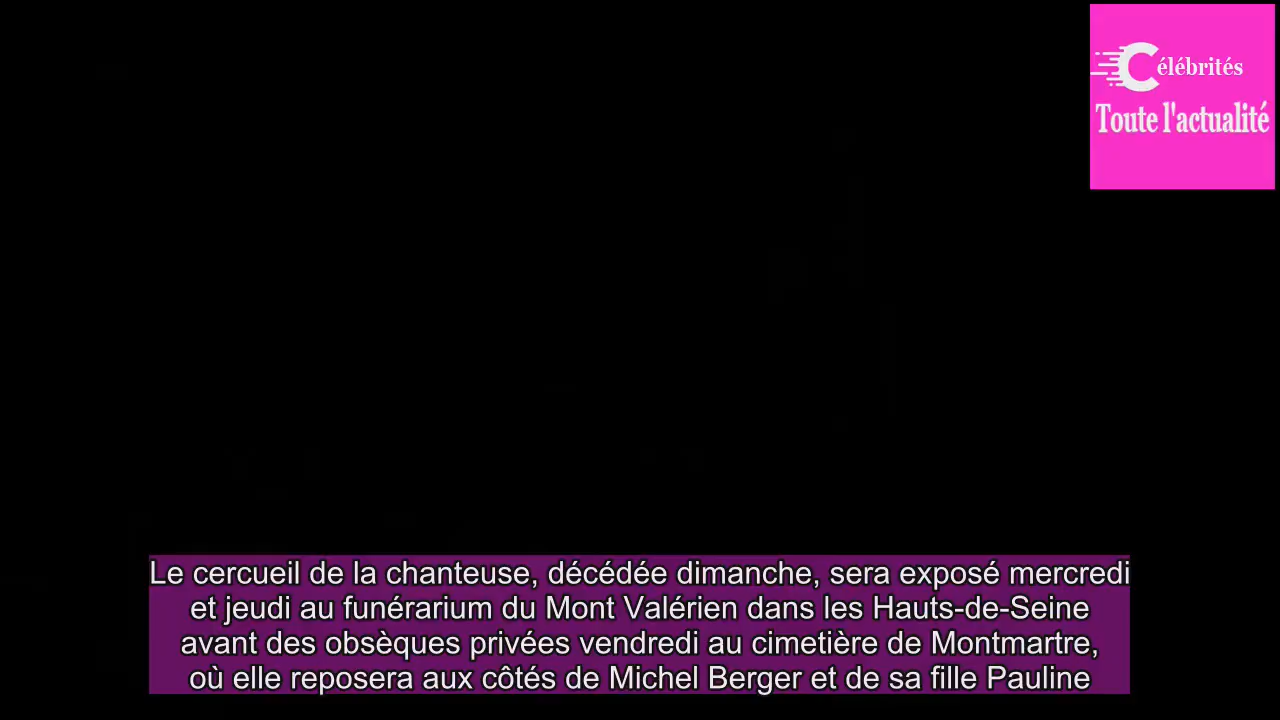 Célébrités
Toute l'actualité
Le cercueil de la chanteuse, décédée dimanche, sera exposé mercredi
et jeudi au funérarium du Mont Valérien dans les Hauts-de-Seine
avant des obsèques privées vendredi au cimetière de Montmartre,
où elle reposera aux côtés de Michel Berger et de sa fille Pauline